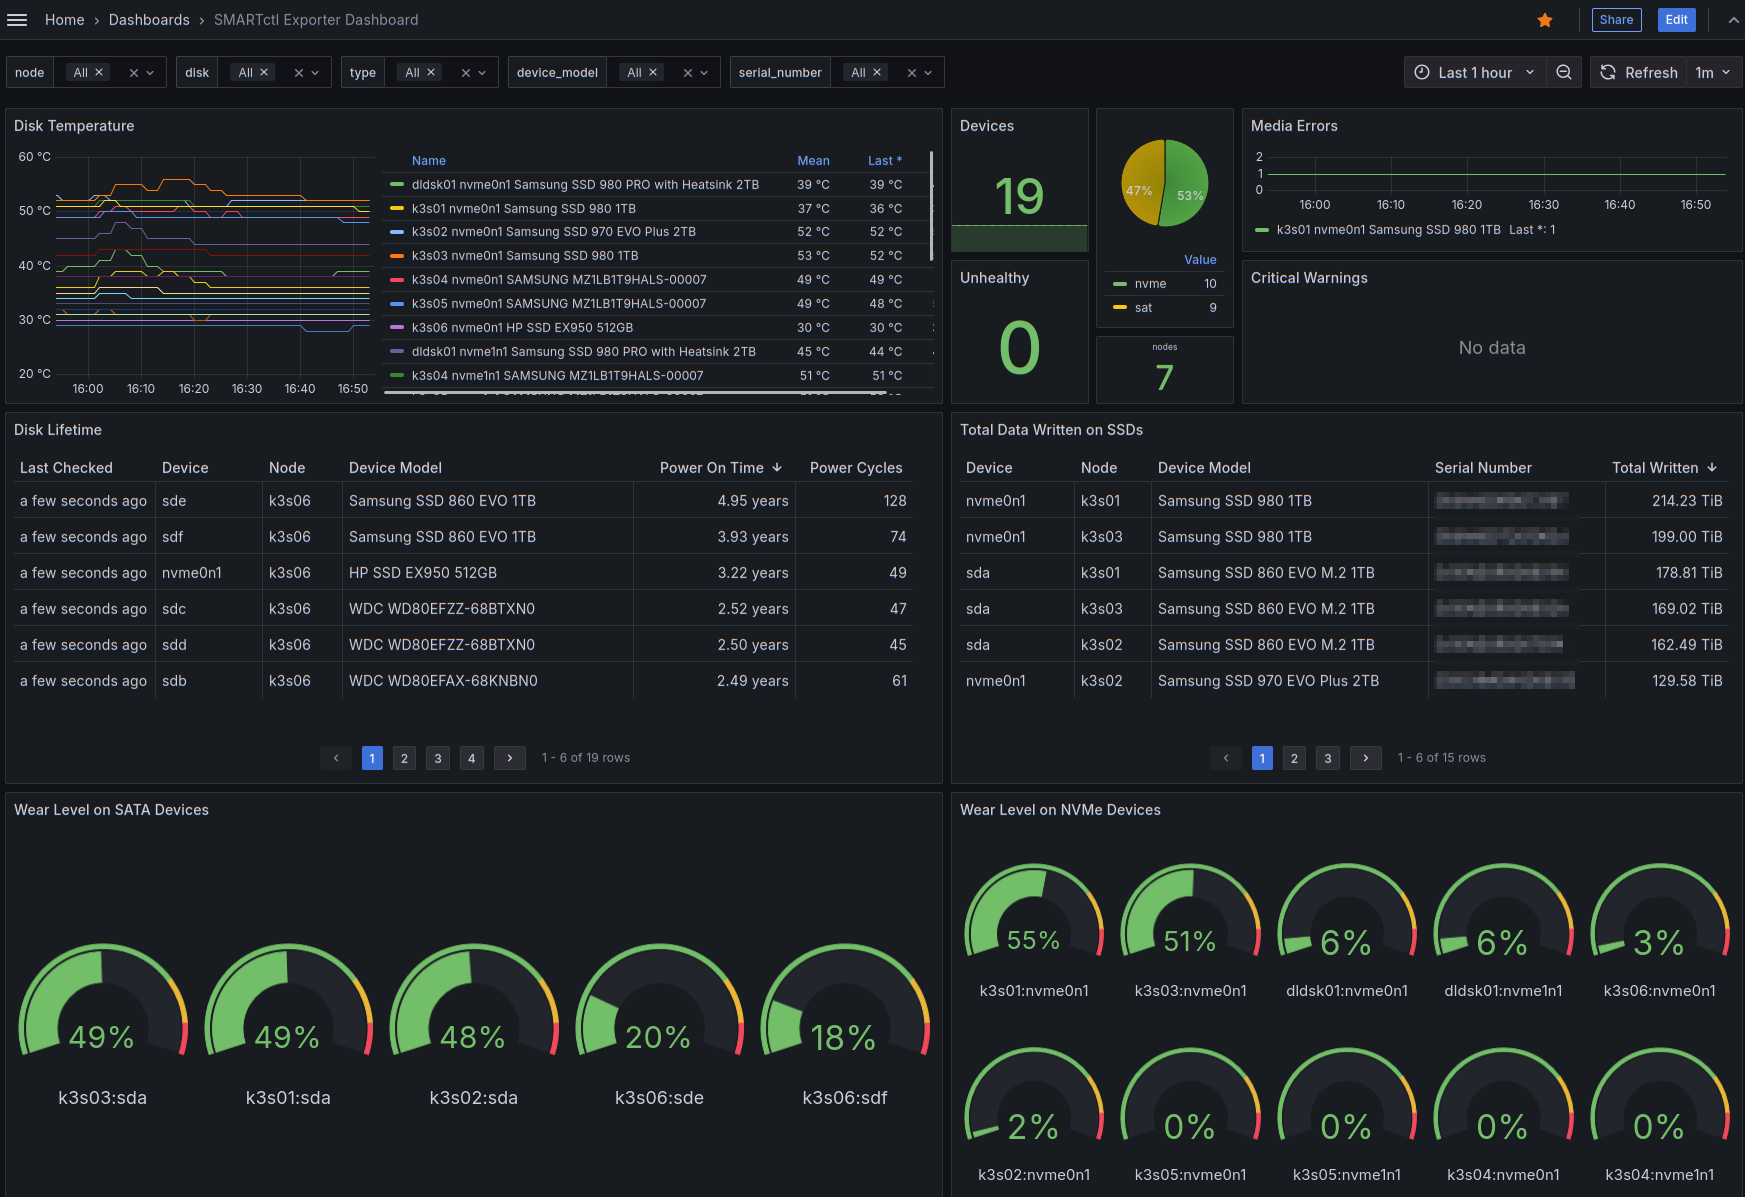 Home › Dashboards › SMARTctl Exporter Dashboard
Share Edit
node All × × disk All × × type All × × device_model All × × serial_number All × ×
Last 1 hour Refresh 1m
Disk Temperature
60 °C
50 °C
40 °C
30 °C
20 °C
16:00 16:10 16:20 16:30 16:40 16:50
Name Mean Last *
dldsk01 nvme0n1 Samsung SSD 980 PRO with Heatsink 2TB 39 °C 39 °C
k3s01 nvme0n1 Samsung SSD 980 1TB 37 °C 36 °C
k3s02 nvme0n1 Samsung SSD 970 EVO Plus 2TB 52 °C 52 °C
k3s03 nvme0n1 Samsung SSD 980 1TB 53 °C 52 °C
k3s04 nvme0n1 SAMSUNG MZ1LB1T9HALS-00007 49 °C 49 °C
k3s05 nvme0n1 SAMSUNG MZ1LB1T9HALS-00007 49 °C 48 °C
k3s06 nvme0n1 HP SSD EX950 512GB 30 °C 30 °C
dldsk01 nvme1n1 Samsung SSD 980 PRO with Heatsink 2TB 45 °C 44 °C
k3s04 nvme1n1 SAMSUNG MZ1LB1T9HALS-00007 51 °C 51 °C
Devices
19
Unhealthy
0
47% 53%
Value
nvme 10
sat 9
nodes
7
Media Errors
2
1
0
16:00 16:10 16:20 16:30 16:40 16:50
k3s01 nvme0n1 Samsung SSD 980 1TB Last *: 1
Critical Warnings
No data
Disk Lifetime
Last Checked Device Node Device Model Power On Time ↓ Power Cycles
a few seconds ago sde k3s06 Samsung SSD 860 EVO 1TB 4.95 years 128
a few seconds ago sdf k3s06 Samsung SSD 860 EVO 1TB 3.93 years 74
a few seconds ago nvme0n1 k3s06 HP SSD EX950 512GB 3.22 years 49
a few seconds ago sdc k3s06 WDC WD80EFZZ-68BTXN0 2.52 years 47
a few seconds ago sdd k3s06 WDC WD80EFZZ-68BTXN0 2.50 years 45
a few seconds ago sdb k3s06 WDC WD80EFAX-68KNBN0 2.49 years 61
‹ 1 2 3 4 › 1 - 6 of 19 rows
Total Data Written on SSDs
Device Node Device Model Serial Number Total Written ↓
nvme0n1 k3s01 Samsung SSD 980 1TB 214.23 TiB
nvme0n1 k3s03 Samsung SSD 980 1TB 199.00 TiB
sda k3s01 Samsung SSD 860 EVO M.2 1TB 178.81 TiB
sda k3s03 Samsung SSD 860 EVO M.2 1TB 169.02 TiB
sda k3s02 Samsung SSD 860 EVO M.2 1TB 162.49 TiB
nvme0n1 k3s02 Samsung SSD 970 EVO Plus 2TB 129.58 TiB
‹ 1 2 3 › 1 - 6 of 15 rows
Wear Level on SATA Devices
49% 49% 48% 20% 18%
k3s03:sda k3s01:sda k3s02:sda k3s06:sde k3s06:sdf
Wear Level on NVMe Devices
55% 51% 6% 6% 3%
k3s01:nvme0n1 k3s03:nvme0n1 dldsk01:nvme0n1 dldsk01:nvme1n1 k3s06:nvme0n1
2% 0% 0% 0% 0%
k3s02:nvme0n1 k3s05:nvme0n1 k3s05:nvme1n1 k3s04:nvme0n1 k3s04:nvme1n1